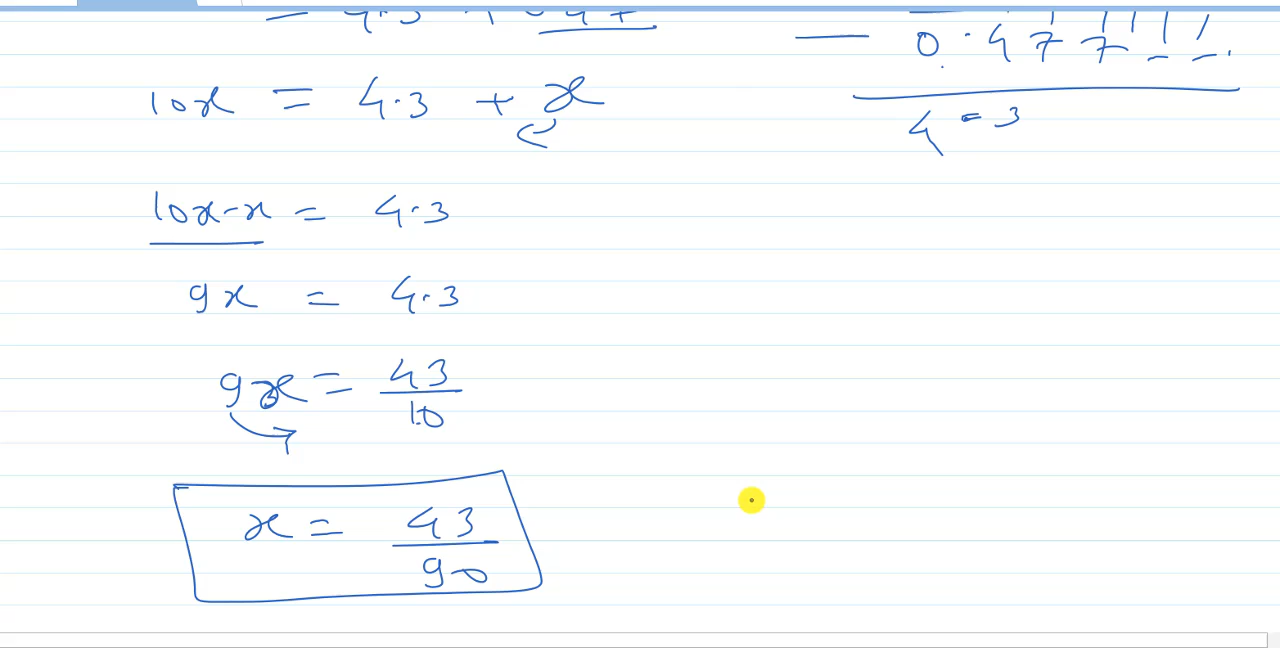 10x = 4.3 + x
10x-x = 4.3
9x = 4.3
9x = 43/10
x = 43/90
0.477
4.3